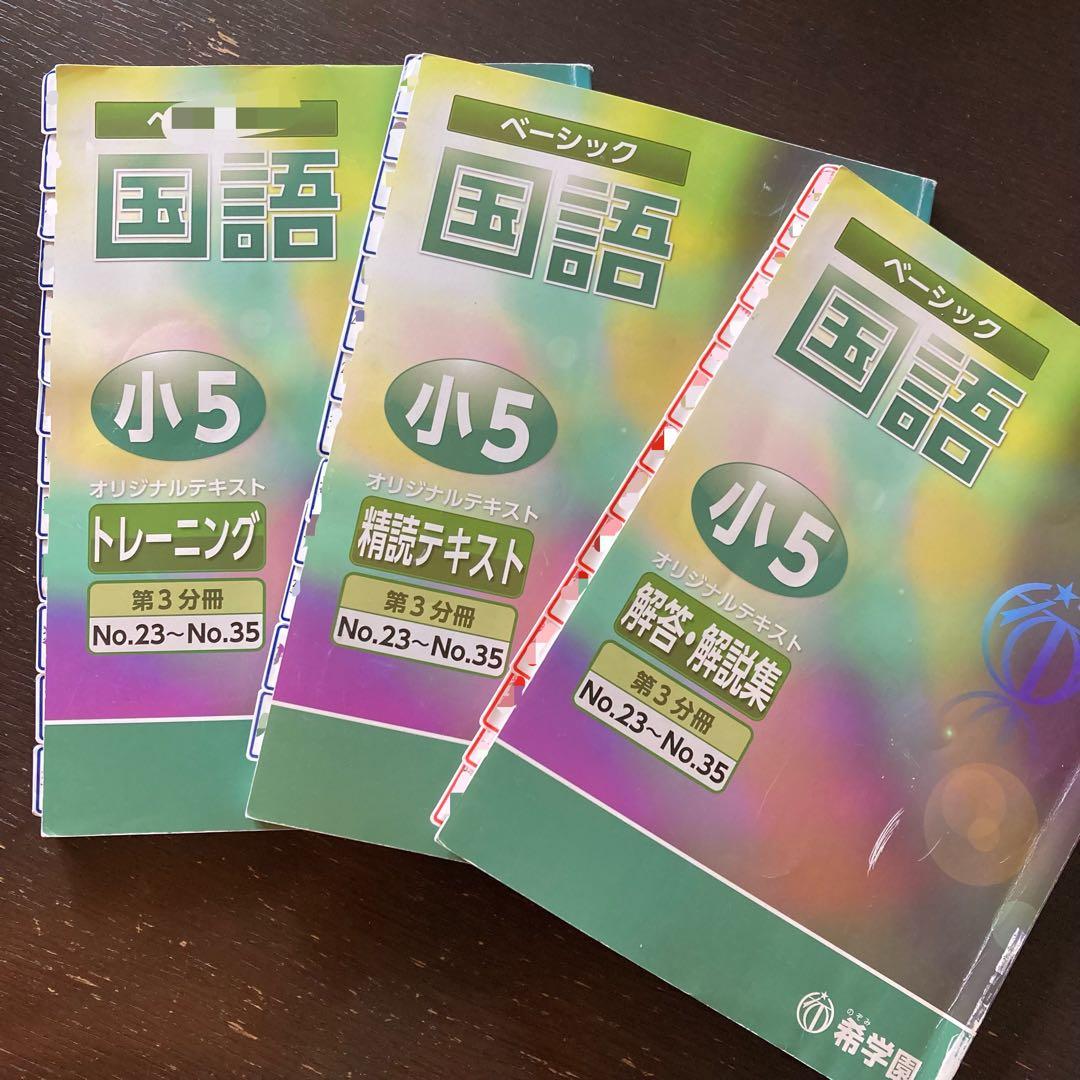 国語
小5
オリジナルテキスト
トレーニング
第3分冊
No.23～No.35
ベーシック
国語
小5
オリジナルテキスト
精読テキスト
第3分冊
No.23～No.35
ベーシック
国語
小5
オリジナルテキスト
解答・解説集
第3分冊
No.23～No.35
のぞみ
希学園